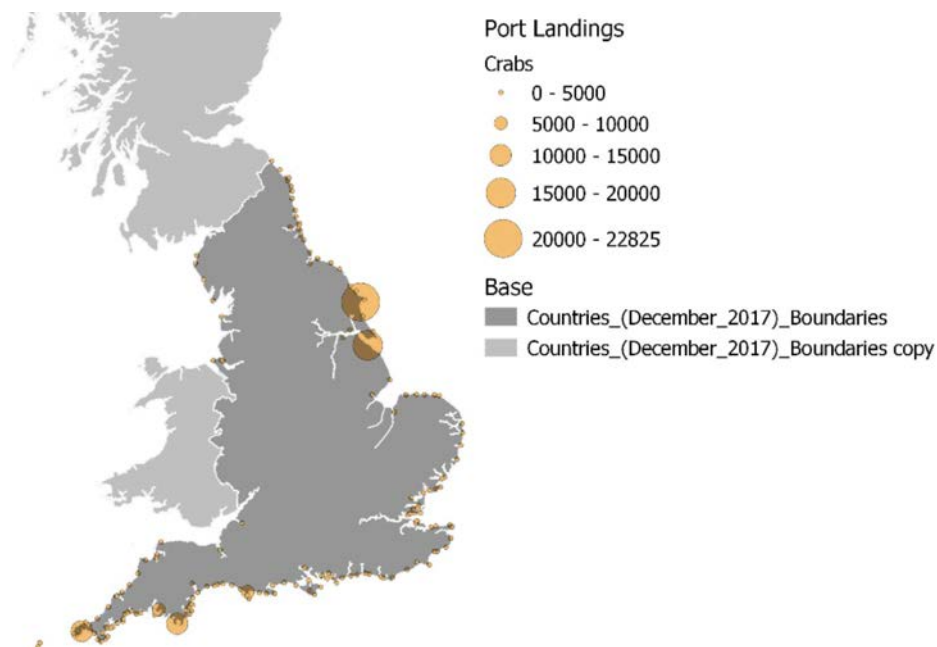 Port Landings
Crabs
0 - 5000
5000 - 10000
10000 - 15000
15000 - 20000
20000 - 22825
Base
Countries_(December_2017)_Boundaries
Countries_(December_2017)_Boundaries copy